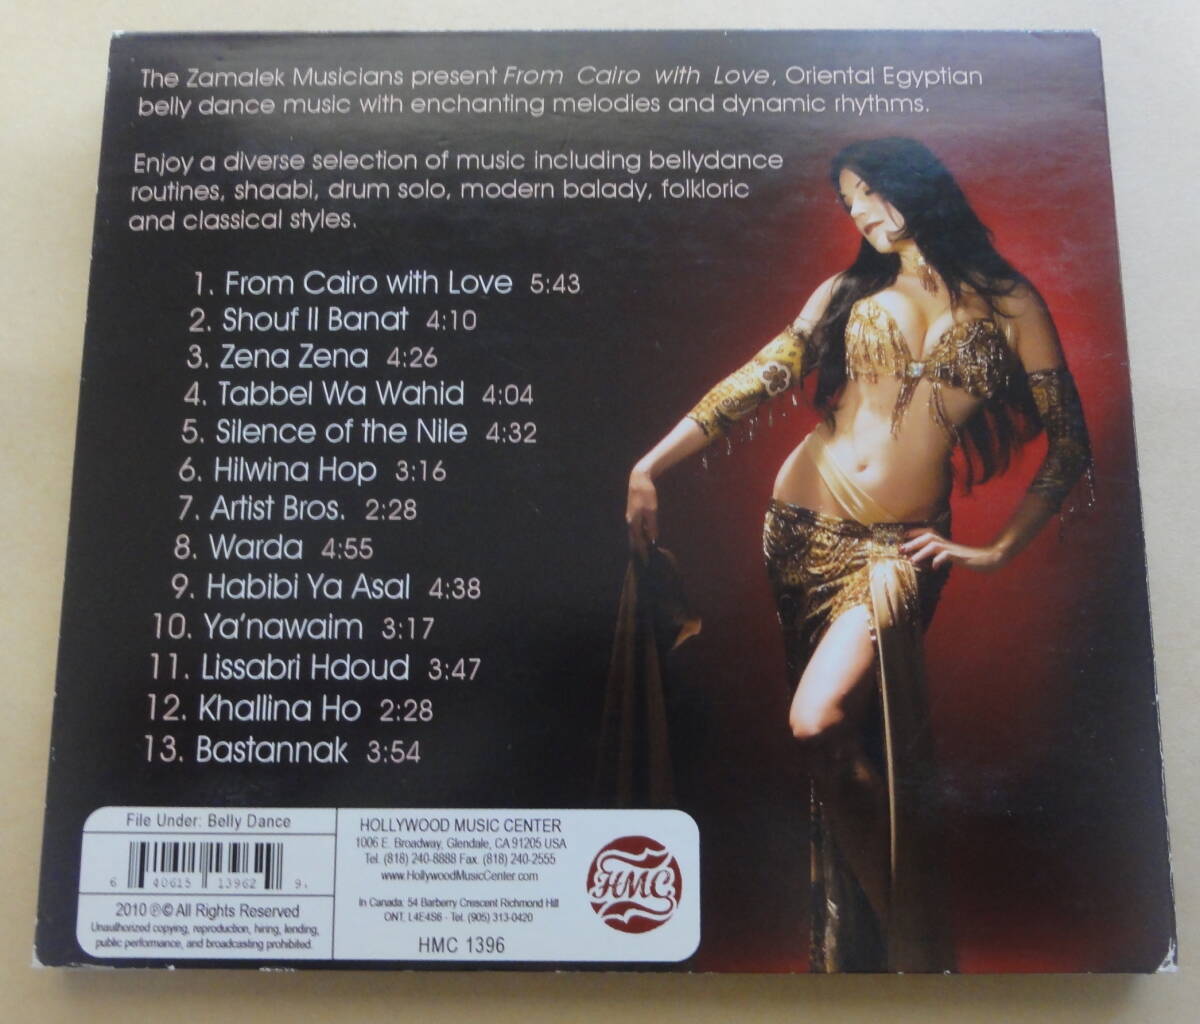 The Zamalek Musicians present From Cairo with Love, Oriental Egyptian
belly dance music with enchanting melodies and dynamic rhythms.
Enjoy a diverse selection of music including bellydance
routines, shaabi, drum solo, modern balady, folkloric
and classical styles.
1. From Cairo with Love 5:43
2. Shouf Il Banat 4:10
3. Zena Zena 4:26
4. Tabbel Wa Wahid 4:04
5. Silence of the Nile 4:32
6. Hilwina Hop 3:16
7. Artist Bros. 2:28
8. Warda 4:55
9. Habibi Ya Asal 4:38
10. Ya'nawaim 3:17
11. Lissabri Hdoud 3:47
12. Khallina Ho 2:28
13. Bastannak 3:54
File Under: Belly Dance
6 40615 13962 9
2010 ℗© All Rights Reserved
Unauthorized copying, reproduction, hiring, lending,
public performance, and broadcasting prohibited.
HOLLYWOOD MUSIC CENTER
1006 E. Broadway, Glendale, CA 91205 USA
Tel. (818) 240-8888 Fax. (818) 240-2555
www.HollywoodMusicCenter.com
In Canada: 54 Barberry Crescent Richmond Hill
ONT. L4E4S6 - Tel. (905) 313-0420
HMC 1396
HMC